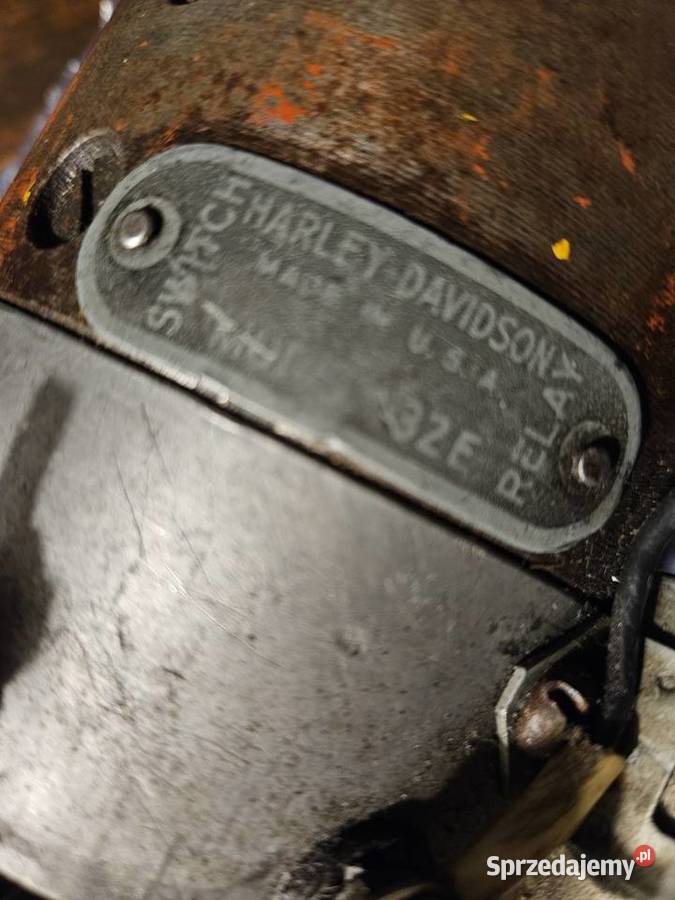 HARLEY-DAVIDSON
SWITCH
MADE IN U.S.A.
32E
RELAY
Sprzedajemy.pl